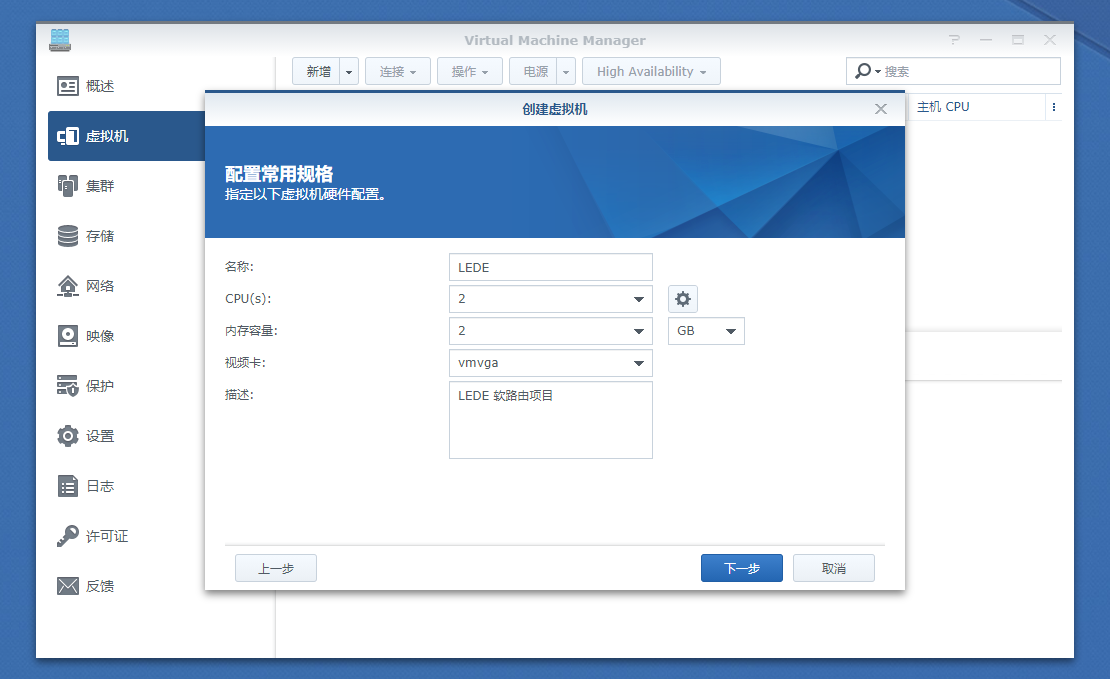 Virtual Machine Manager
新增
连接
操作
电源
High Availability
搜索
概述
虚拟机
集群
存储
网络
映像
保护
设置
日志
许可证
反馈
主机 CPU
创建虚拟机
配置常用规格
指定以下虚拟机硬件配置。
名称: LEDE
CPU(s): 2
内存容量: 2 GB
视频卡: vmvga
描述: LEDE 软路由项目
上一步
下一步
取消